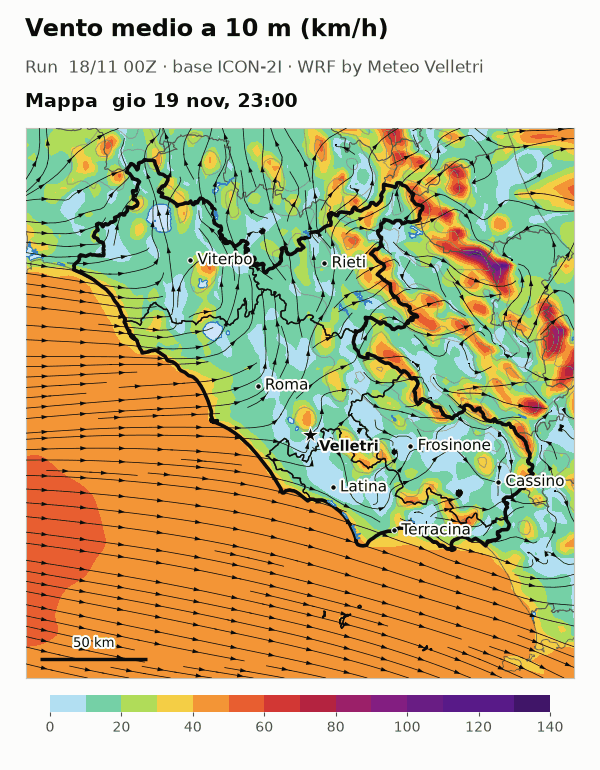 Vento medio a 10 m (km/h)
Run  18/11 00Z · base ICON-2I · WRF by Meteo Velletri
Mappa  gio 19 nov, 23:00
Viterbo
Rieti
Roma
Velletri
Frosinone
Latina
Cassino
Terracina
50 km
0 20 40 60 80 100 120 140